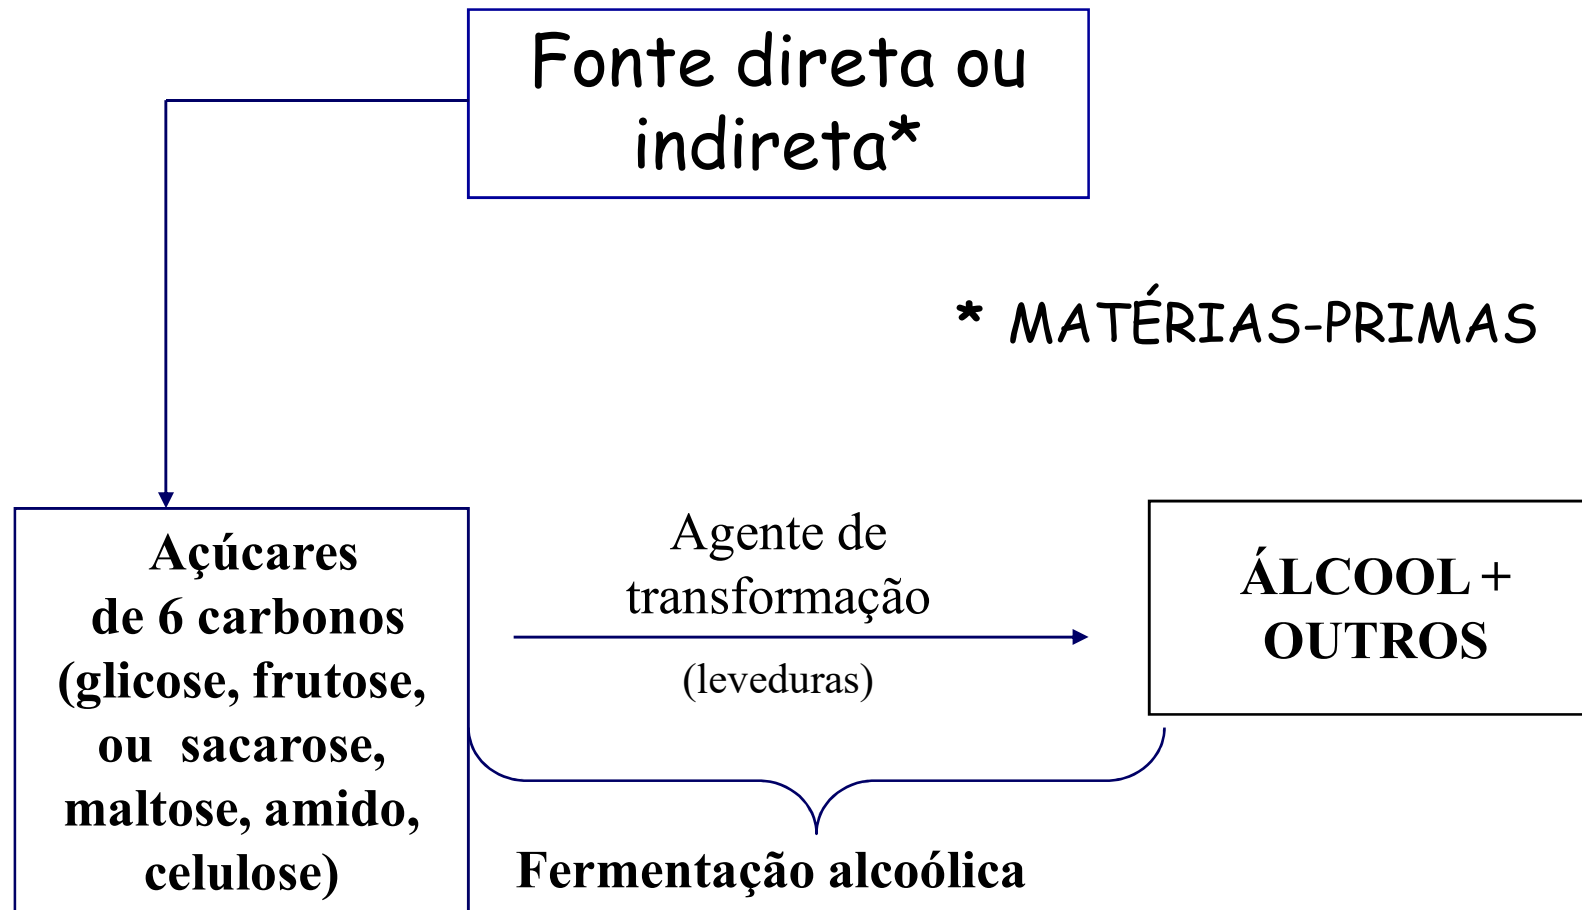 Fonte direta ou
indireta*
* MATÉRIAS-PRIMAS
Açúcares
de 6 carbonos
(glicose, frutose,
ou sacarose,
maltose, amido,
celulose)
Agente de
transformação
(leveduras)
ÁLCOOL +
OUTROS
Fermentação alcoólica